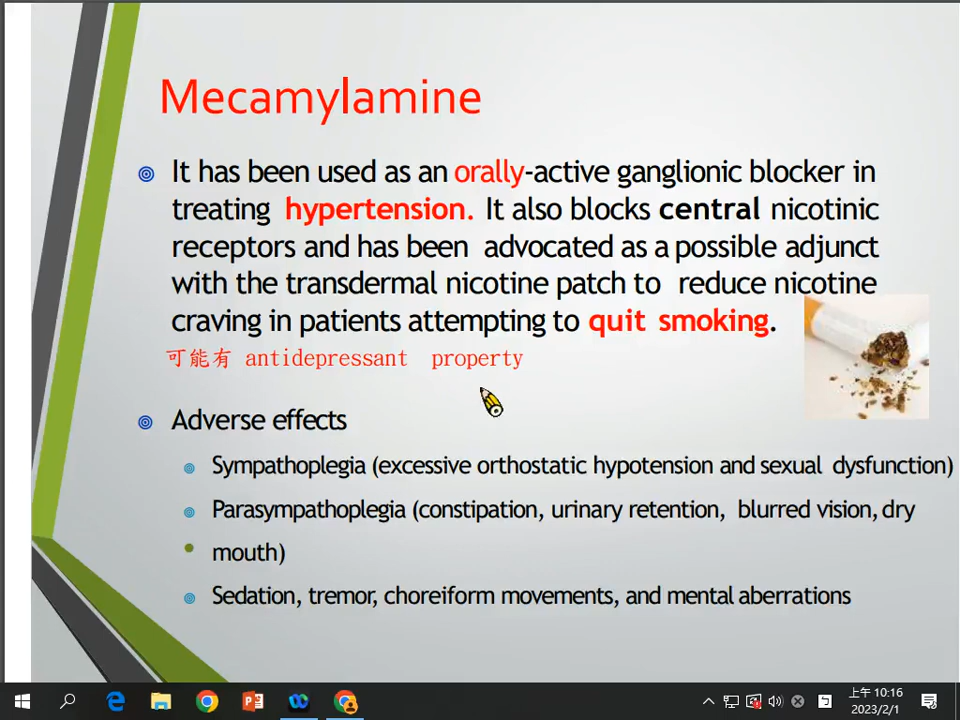 Mecamylamine
It has been used as an orally-active ganglionic blocker in
treating hypertension. It also blocks central nicotinic
receptors and has been advocated as a possible adjunct
with the transdermal nicotine patch to reduce nicotine
craving in patients attempting to quit smoking.
可能有 antidepressant property
Adverse effects
Sympathoplegia (excessive orthostatic hypotension and sexual dysfunction)
Parasympathoplegia (constipation, urinary retention, blurred vision, dry
mouth)
Sedation, tremor, choreiform movements, and mental aberrations
上午 10:16
2023/2/1